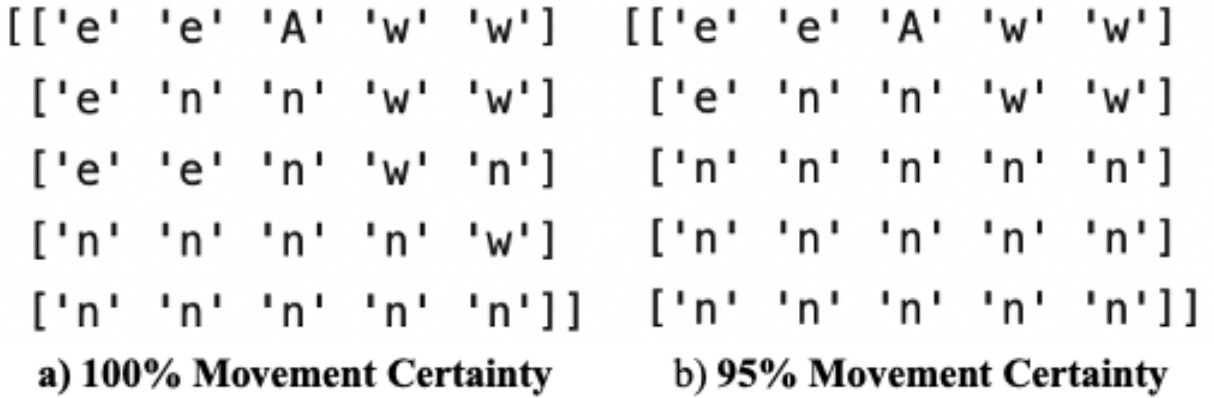 [['e' 'e' 'A' 'w' 'w'] [['e' 'e' 'A' 'w' 'w']
['e' 'n' 'n' 'w' 'w'] ['e' 'n' 'n' 'w' 'w']
['e' 'e' 'n' 'w' 'n'] ['n' 'n' 'n' 'n' 'n']
['n' 'n' 'n' 'n' 'w'] ['n' 'n' 'n' 'n' 'n']
['n' 'n' 'n' 'n' 'n']] ['n' 'n' 'n' 'n' 'n']]
a) 100% Movement Certainty b) 95% Movement Certainty